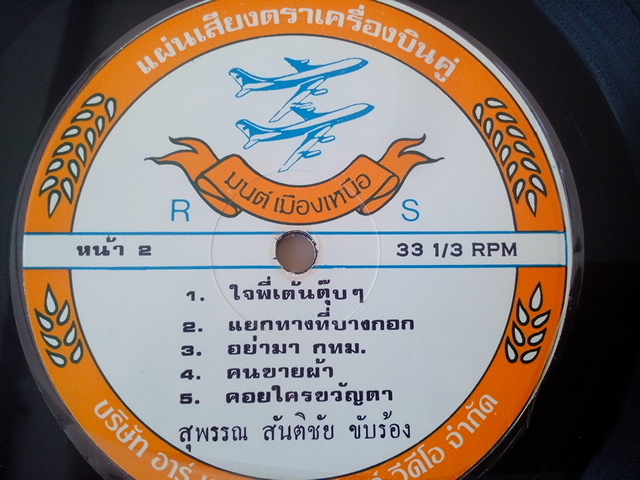 แผ่นเสียงตราเครื่องบินคู่
มนต์เมืองเหนือ
R S
หน้า 2 33 1/3 RPM
1. ใจพี่เต้นตุ๊บๆ
2. แยกทางที่บางกอก
3. อย่ามา กทม.
4. คนขายผ้า
5. คอยใครขวัญตา
สุพรรณ สันติชัย ขับร้อง
บริษัท อาร์ วีดีโอ จำกัด